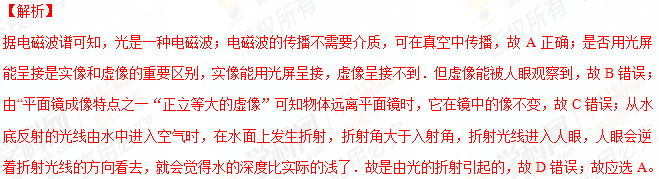 【解析】
据电磁波谱可知，光是一种电磁波；电磁波的传播不需要介质，可在真空中传播，故 A 正确；是否用光屏
能呈接是实像和虚像的重要区别，实像能用光屏呈接，虚像呈接不到．但虚像能被人眼观察到，故 B 错误；
由“平面镜成像特点之一“正立等大的虚像”可知物体远离平面镜时，它在镜中的像不变，故 C 错误；从水
底反射的光线由水中进入空气时，在水面上发生折射，折射角大于入射角，折射光线进入人眼，人眼会逆
着折射光线的方向看去，就会觉得水的深度比实际的浅了．故是由光的折射引起的，故 D 错误；故应选 A。